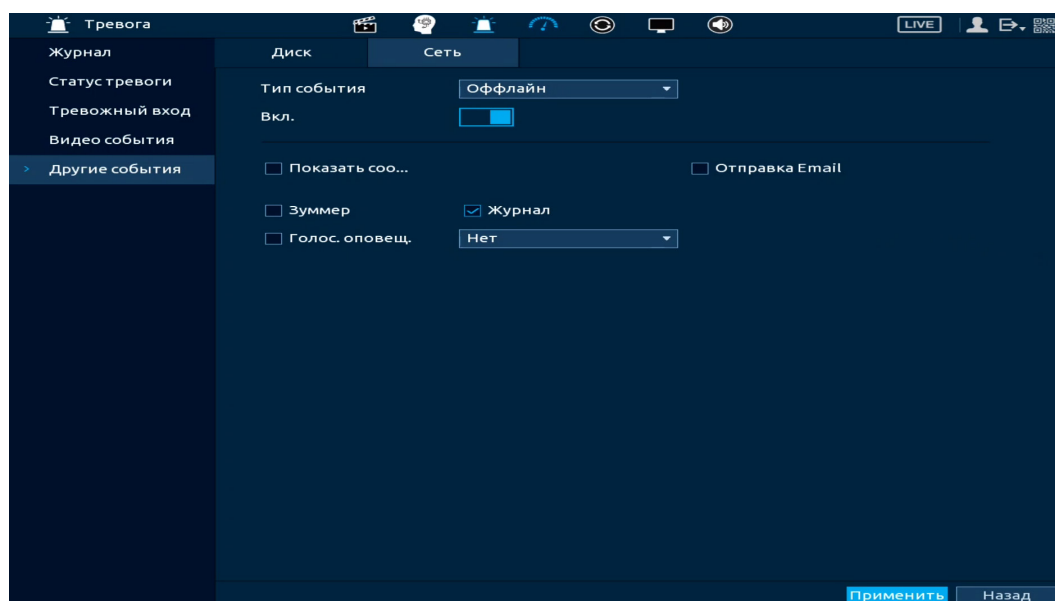 Тревога LIVE
Журнал Диск Сеть
Статус тревоги Тип события Оффлайн
Тревожный вход Вкл.
Видео события
> Другие события Показать соо... Отправка Email
Зуммер Журнал
Голос. оповещ. Нет
Применить Назад